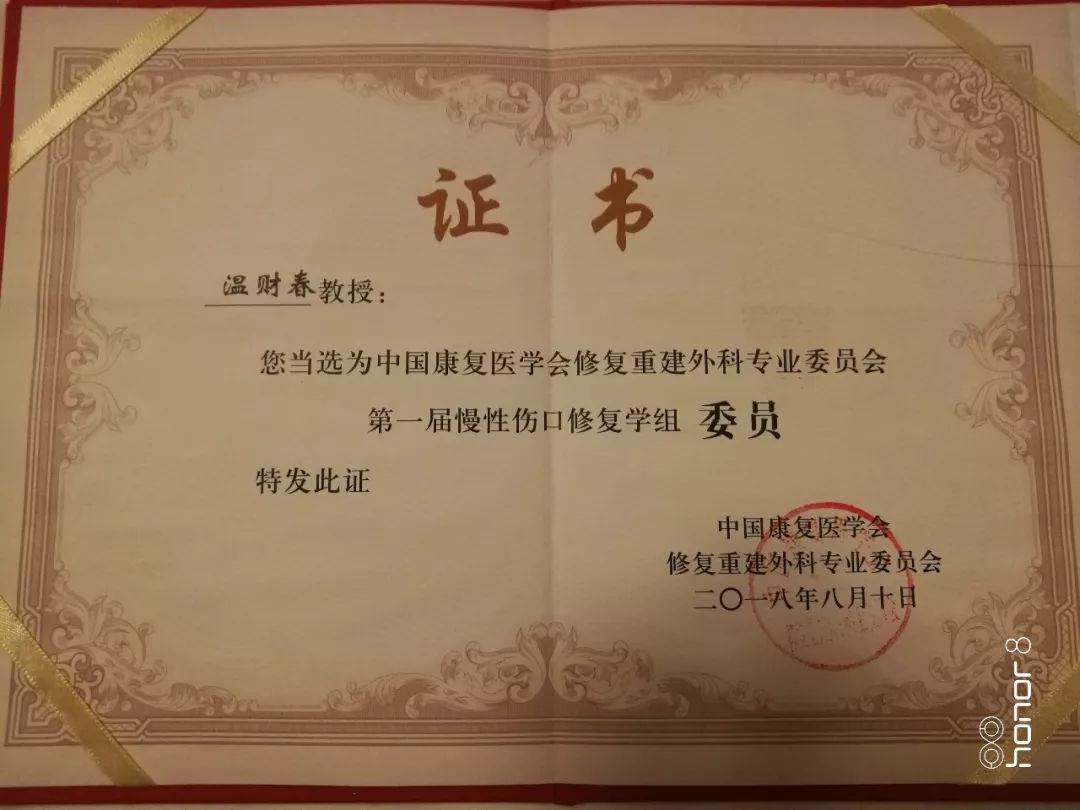 证 书
温财春教授：
您当选为中国康复医学会修复重建外科专业委员会
第一届慢性伤口修复学组 委员
特发此证
中国康复医学会
修复重建外科专业委员会
二〇一八年八月十日
honor 8